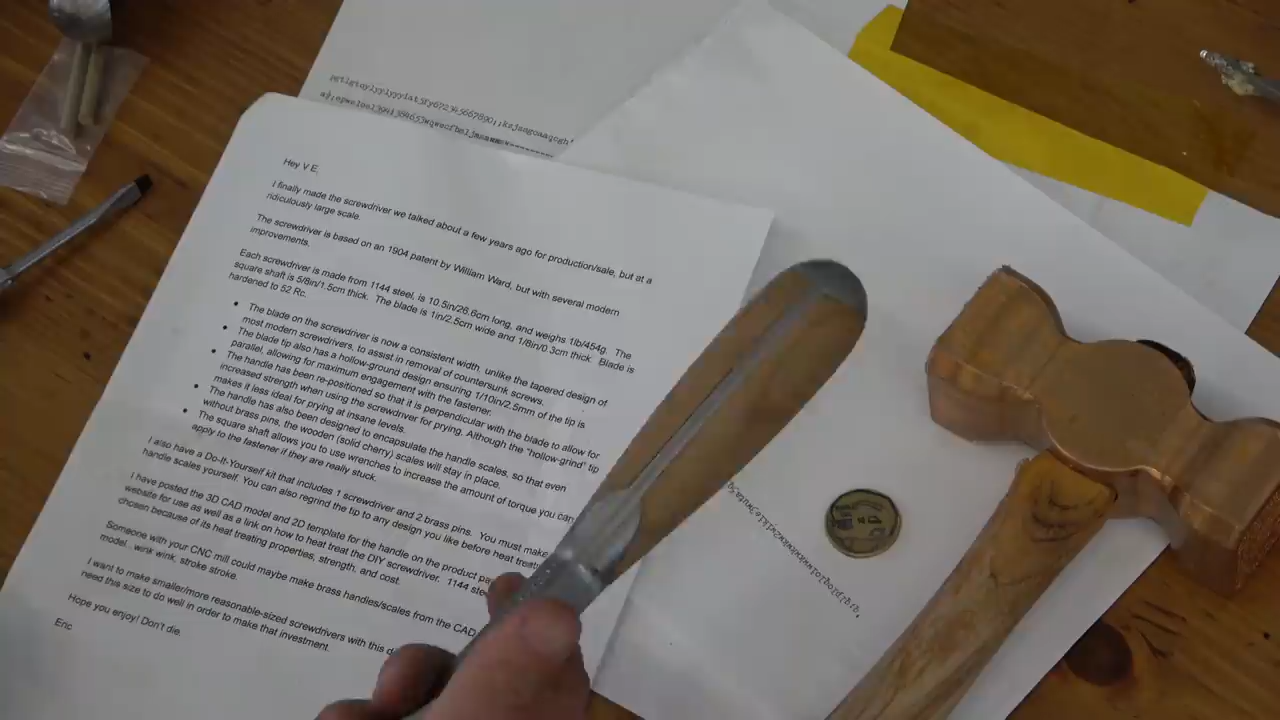 Hey V E,
I finally made the screwdriver we talked about a few years ago for production/sale, but at a
ridiculously large scale.
The screwdriver is based on an 1904 patent by William Ward, but with several modern
improvements.
Each screwdriver is made from 1144 steel, is 10.5in/26.6cm long, and weighs 1lb/454g. The
square shaft is 5/8in/1.5cm thick. The blade is 1in/2.5cm wide and 1/8in/0.3cm thick. Blade is
hardened to 52 Rc.
• The blade on the screwdriver is now a consistent width, unlike the tapered design of
most modern screwdrivers, to assist in removal of countersunk screws.
• The blade tip also has a hollow-ground design ensuring 1/10in/2.5mm of the tip is
parallel, allowing for maximum engagement with the fastener.
• The handle has been re-positioned so that it is perpendicular with the blade to allow for
increased strength when using the screwdriver for prying. Although the "hollow-grind" tip
makes it less ideal for prying at insane levels.
• The handle has also been designed to encapsulate the handle scales, so that even
without brass pins, the wooden (solid cherry) scales will stay in place.
• The square shaft allows you to use wrenches to increase the amount of torque you can
apply to the fastener if they are really stuck.
I also have a Do-It-Yourself kit that includes 1 screwdriver and 2 brass pins. You must make
handle scales yourself. You can also regrind the tip to any design you like before heat
I have posted the 3D CAD model and 2D template for the handle on the product
website for use as well as a link on how to heat treat the DIY screwdriver. 1144
chosen because of its heat treating properties, strength, and cost.
Someone with your CNC mill could maybe make brass handles/scales from the CAD
model...wink wink, stroke stroke.
I want to make smaller/more reasonable-sized screwdrivers with this
need this size to do well in order to make that investment.
Hope you enjoy! Don't die.
Eric